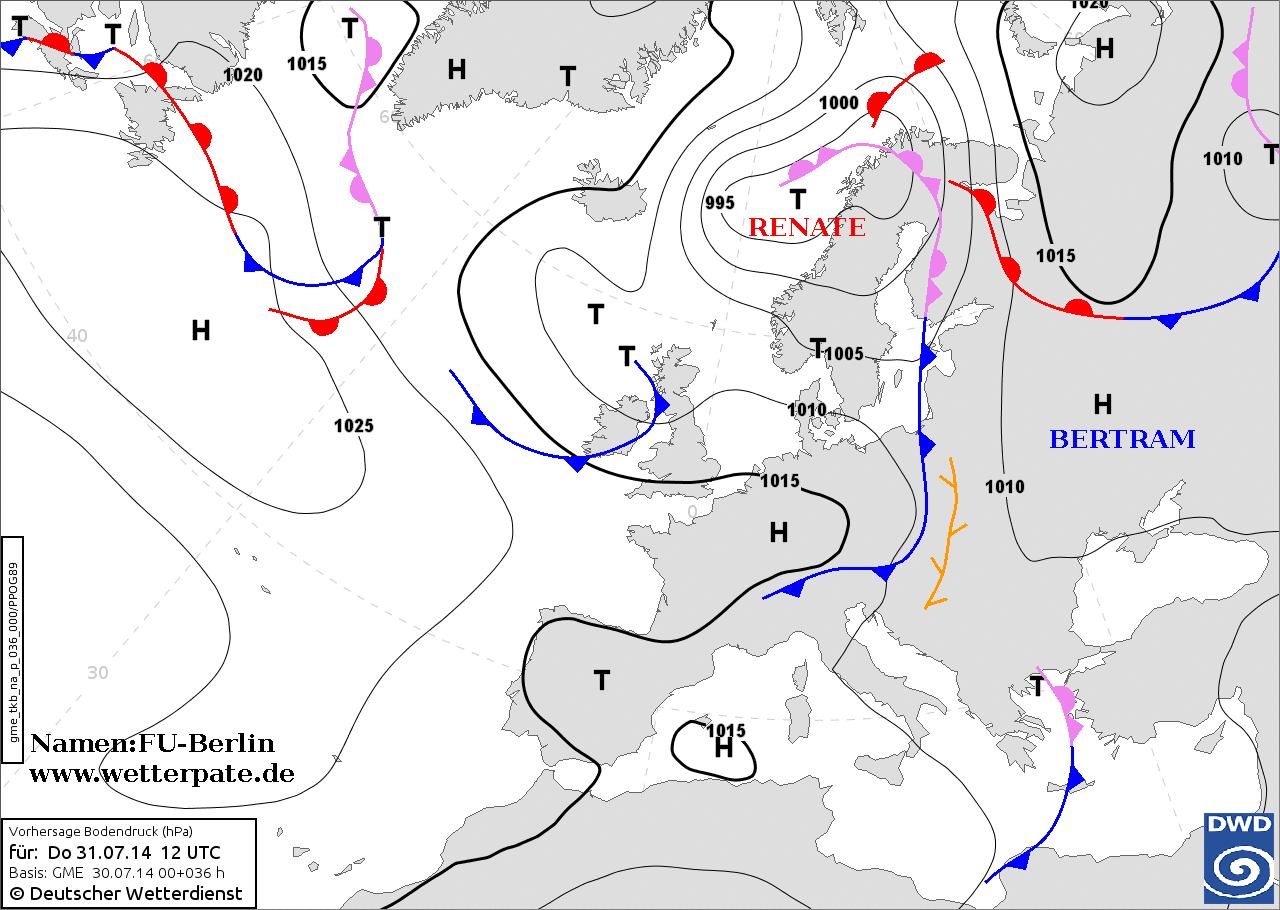 T
T
T
1020
1015
H
T
1020
H
1000
1010
T
995
T
RENATE
T
1015
40
H
T
T
T
1005
H
1010
BERTRAM
1025
1015
1010
0
H
30
T
T
1015
H
gme_tkb_na_p_036_000/PPOG89
Namen:FU-Berlin
www.wetterpate.de
Vorhersage Bodendruck (hPa)
für: Do 31.07.14 12 UTC
Basis: GME 30.07.14 00+036 h
© Deutscher Wetterdienst
DWD